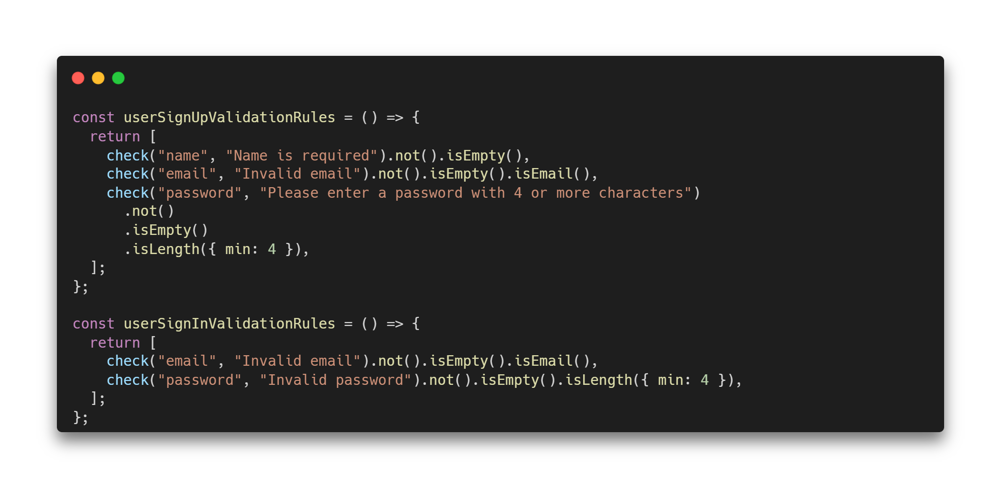 const userSignUpValidationRules = () => {
  return [
    check("name", "Name is required").not().isEmpty(),
    check("email", "Invalid email").not().isEmpty().isEmail(),
    check("password", "Please enter a password with 4 or more characters")
      .not()
      .isEmpty()
      .isLength({ min: 4 }),
  ];
};

const userSignInValidationRules = () => {
  return [
    check("email", "Invalid email").not().isEmpty().isEmail(),
    check("password", "Invalid password").not().isEmpty().isLength({ min: 4 }),
  ];
};